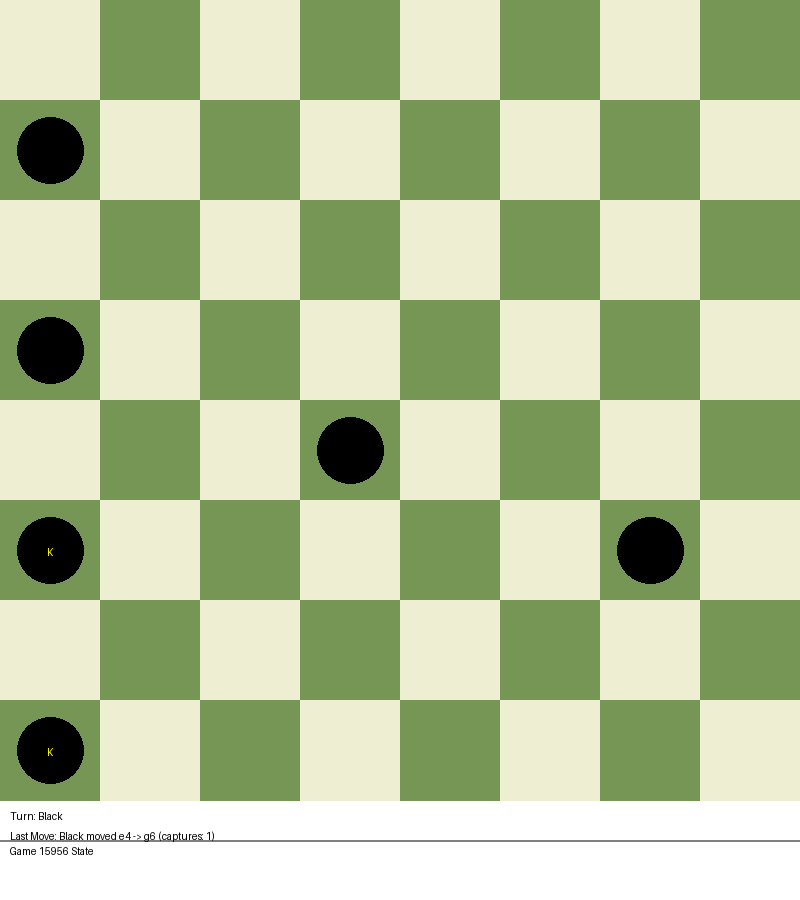 K
K
Turn: Black
Last Move: Black moved e4 -> g6 (captures: 1)
Game 15956 State